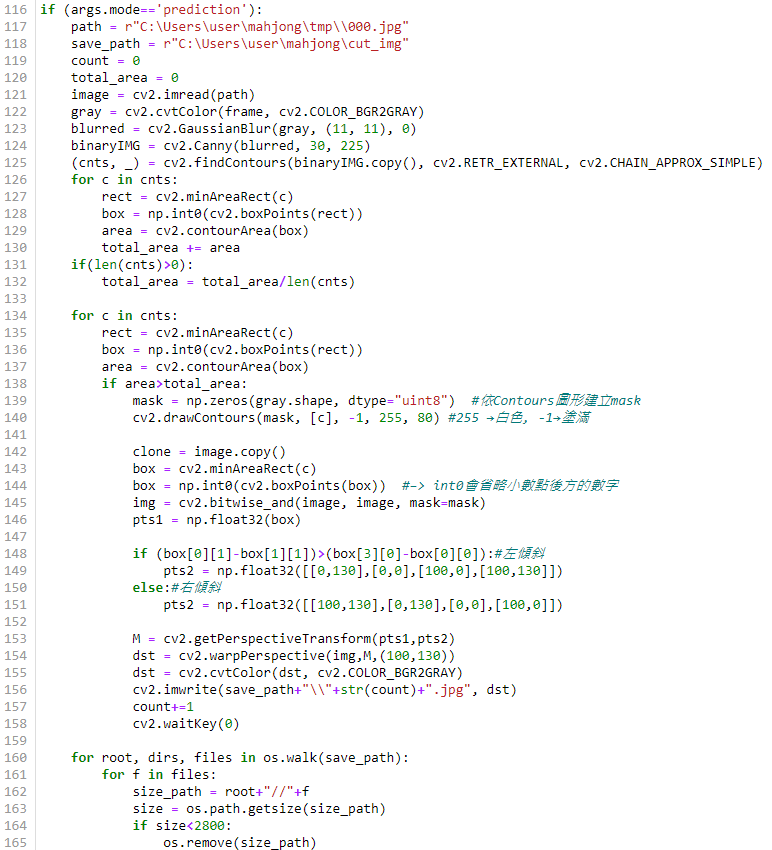 116 if (args.mode=='prediction'):
117     path = r"C:\Users\user\mahjong\tmp\\000.jpg"
118     save_path = r"C:\Users\user\mahjong\cut_img"
119     count = 0
120     total_area = 0
121     image = cv2.imread(path)
122     gray = cv2.cvtColor(frame, cv2.COLOR_BGR2GRAY)
123     blurred = cv2.GaussianBlur(gray, (11, 11), 0)
124     binaryIMG = cv2.Canny(blurred, 30, 225)
125     (cnts, _) = cv2.findContours(binaryIMG.copy(), cv2.RETR_EXTERNAL, cv2.CHAIN_APPROX_SIMPLE)
126     for c in cnts:
127         rect = cv2.minAreaRect(c)
128         box = np.int0(cv2.boxPoints(rect))
129         area = cv2.contourArea(box)
130         total_area += area
131     if(len(cnts)>0):
132         total_area = total_area/len(cnts)
133
134     for c in cnts:
135         rect = cv2.minAreaRect(c)
136         box = np.int0(cv2.boxPoints(rect))
137         area = cv2.contourArea(box)
138         if area>total_area:
139             mask = np.zeros(gray.shape, dtype="uint8")  #依Contours圖形建立mask
140             cv2.drawContours(mask, [c], -1, 255, 80) #255 →白色, -1→塗滿
141
142             clone = image.copy()
143             box = cv2.minAreaRect(c)
144             box = np.int0(cv2.boxPoints(box))  #–> int0會省略小數點後方的數字
145             img = cv2.bitwise_and(image, image, mask=mask)
146             pts1 = np.float32(box)
147
148             if (box[0][1]-box[1][1])>(box[3][0]-box[0][0]):#左傾斜
149                 pts2 = np.float32([[0,130],[0,0],[100,0],[100,130]])
150             else:#右傾斜
151                 pts2 = np.float32([[100,130],[0,130],[0,0],[100,0]])
152
153             M = cv2.getPerspectiveTransform(pts1,pts2)
154             dst = cv2.warpPerspective(img,M,(100,130))
155             dst = cv2.cvtColor(dst, cv2.COLOR_BGR2GRAY)
156             cv2.imwrite(save_path+"\\"+str(count)+".jpg", dst)
157             count+=1
158             cv2.waitKey(0)
159
160     for root, dirs, files in os.walk(save_path):
161         for f in files:
162             size_path = root+"//"+f
163             size = os.path.getsize(size_path)
164             if size<2800:
165                 os.remove(size_path)